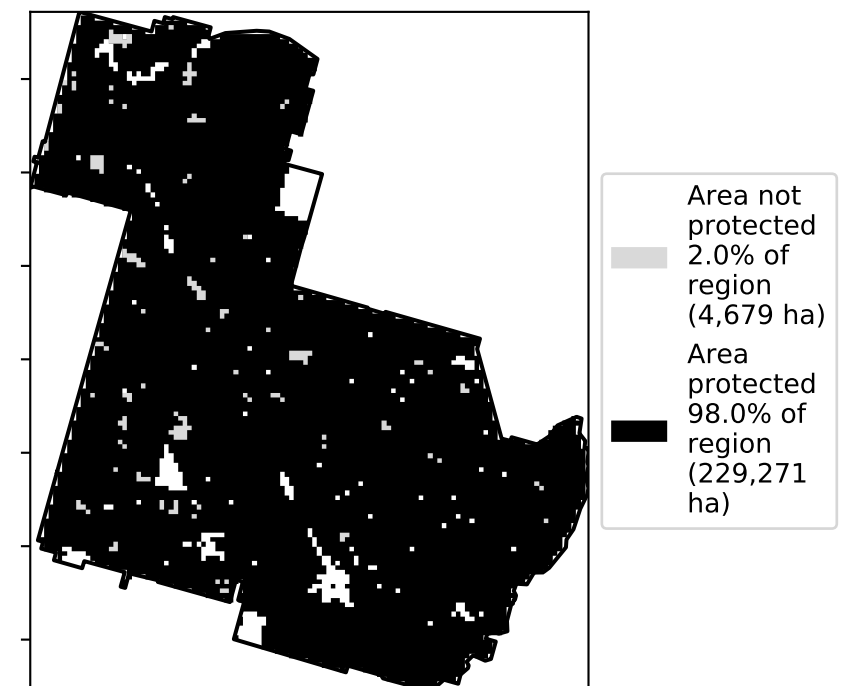 Area not
protected
2.0% of
region
(4,679 ha)
Area
protected
98.0% of
region
(229,271
ha)